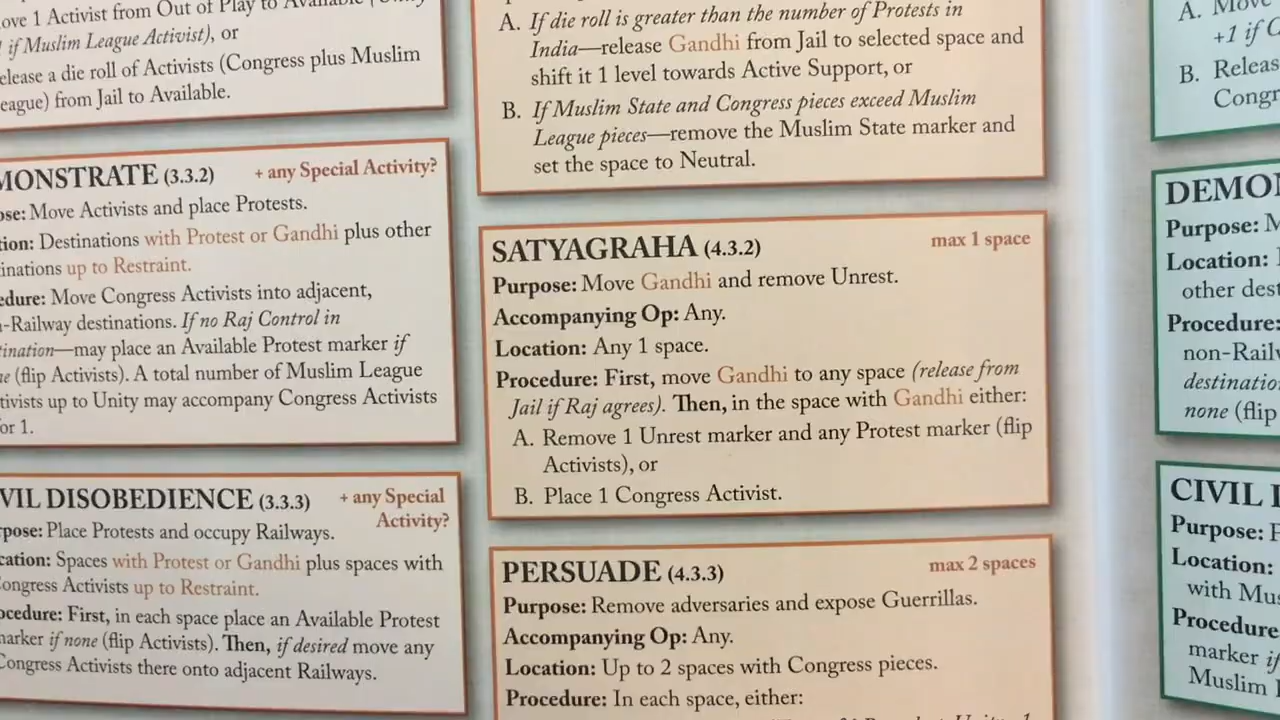 ove 1 Activist from Out of Play to Available
if Muslim League Activist), or
elease a die roll of Activists (Congress plus Muslim
eague) from Jail to Available.
MONSTRATE (3.3.2) + any Special Activity?
ose: Move Activists and place Protests.
tion: Destinations with Protest or Gandhi plus other
inations up to Restraint.
edure: Move Congress Activists into adjacent,
-Railway destinations. If no Raj Control in
tination—may place an Available Protest marker if
ne (flip Activists). A total number of Muslim League
tivists up to Unity may accompany Congress Activists
for 1.
VIL DISOBEDIENCE (3.3.3) + any Special
Activity?
rpose: Place Protests and occupy Railways.
cation: Spaces with Protest or Gandhi plus spaces with
Congress Activists up to Restraint.
ocedure: First, in each space place an Available Protest
marker if none (flip Activists). Then, if desired move any
Congress Activists there onto adjacent Railways.
A. If die roll is greater than the number of Protests in
India—release Gandhi from Jail to selected space and
shift it 1 level towards Active Support, or
B. If Muslim State and Congress pieces exceed Muslim
League pieces—remove the Muslim State marker and
set the space to Neutral.
SATYAGRAHA (4.3.2) max 1 space
Purpose: Move Gandhi and remove Unrest.
Accompanying Op: Any.
Location: Any 1 space.
Procedure: First, move Gandhi to any space (release from
Jail if Raj agrees). Then, in the space with Gandhi either:
A. Remove 1 Unrest marker and any Protest marker (flip
Activists), or
B. Place 1 Congress Activist.
PERSUADE (4.3.3) max 2 spaces
Purpose: Remove adversaries and expose Guerrillas.
Accompanying Op: Any.
Location: Up to 2 spaces with Congress pieces.
Procedure: In each space, either:
A. Move
+1 if C
B. Releas
Congr
DEMON
Purpose: M
Location:
other dest
Procedure:
non-Railw
destination
none (flip
CIVIL
Purpose: P
Location:
with Mus
Procedure
marker if
Muslim